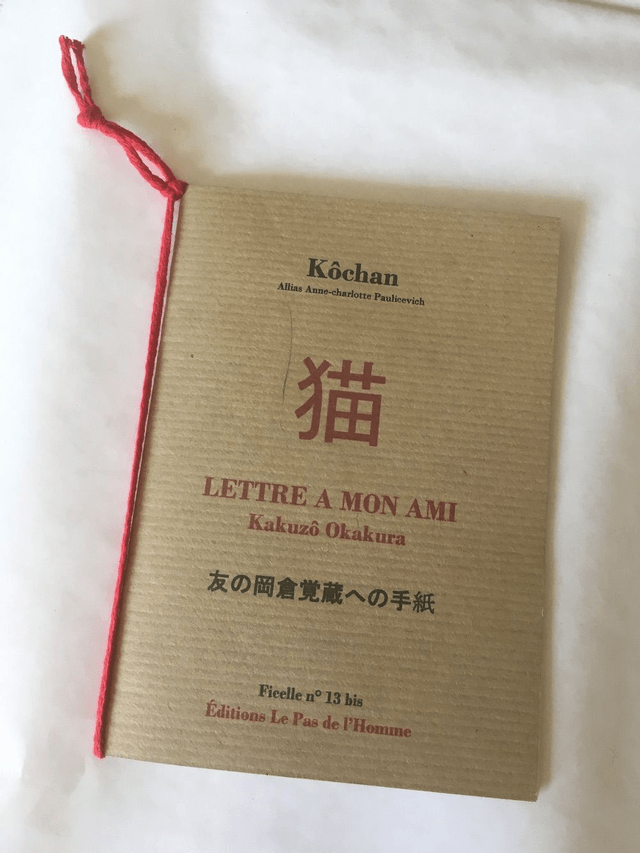 Kôchan
Allias Anne-charlotte Paulicevich
猫
LETTRE A MON AMI
Kakuzô Okakura
友の岡倉覚蔵への手紙
Ficelle n° 13 bis
Éditions Le Pas de l'Homme